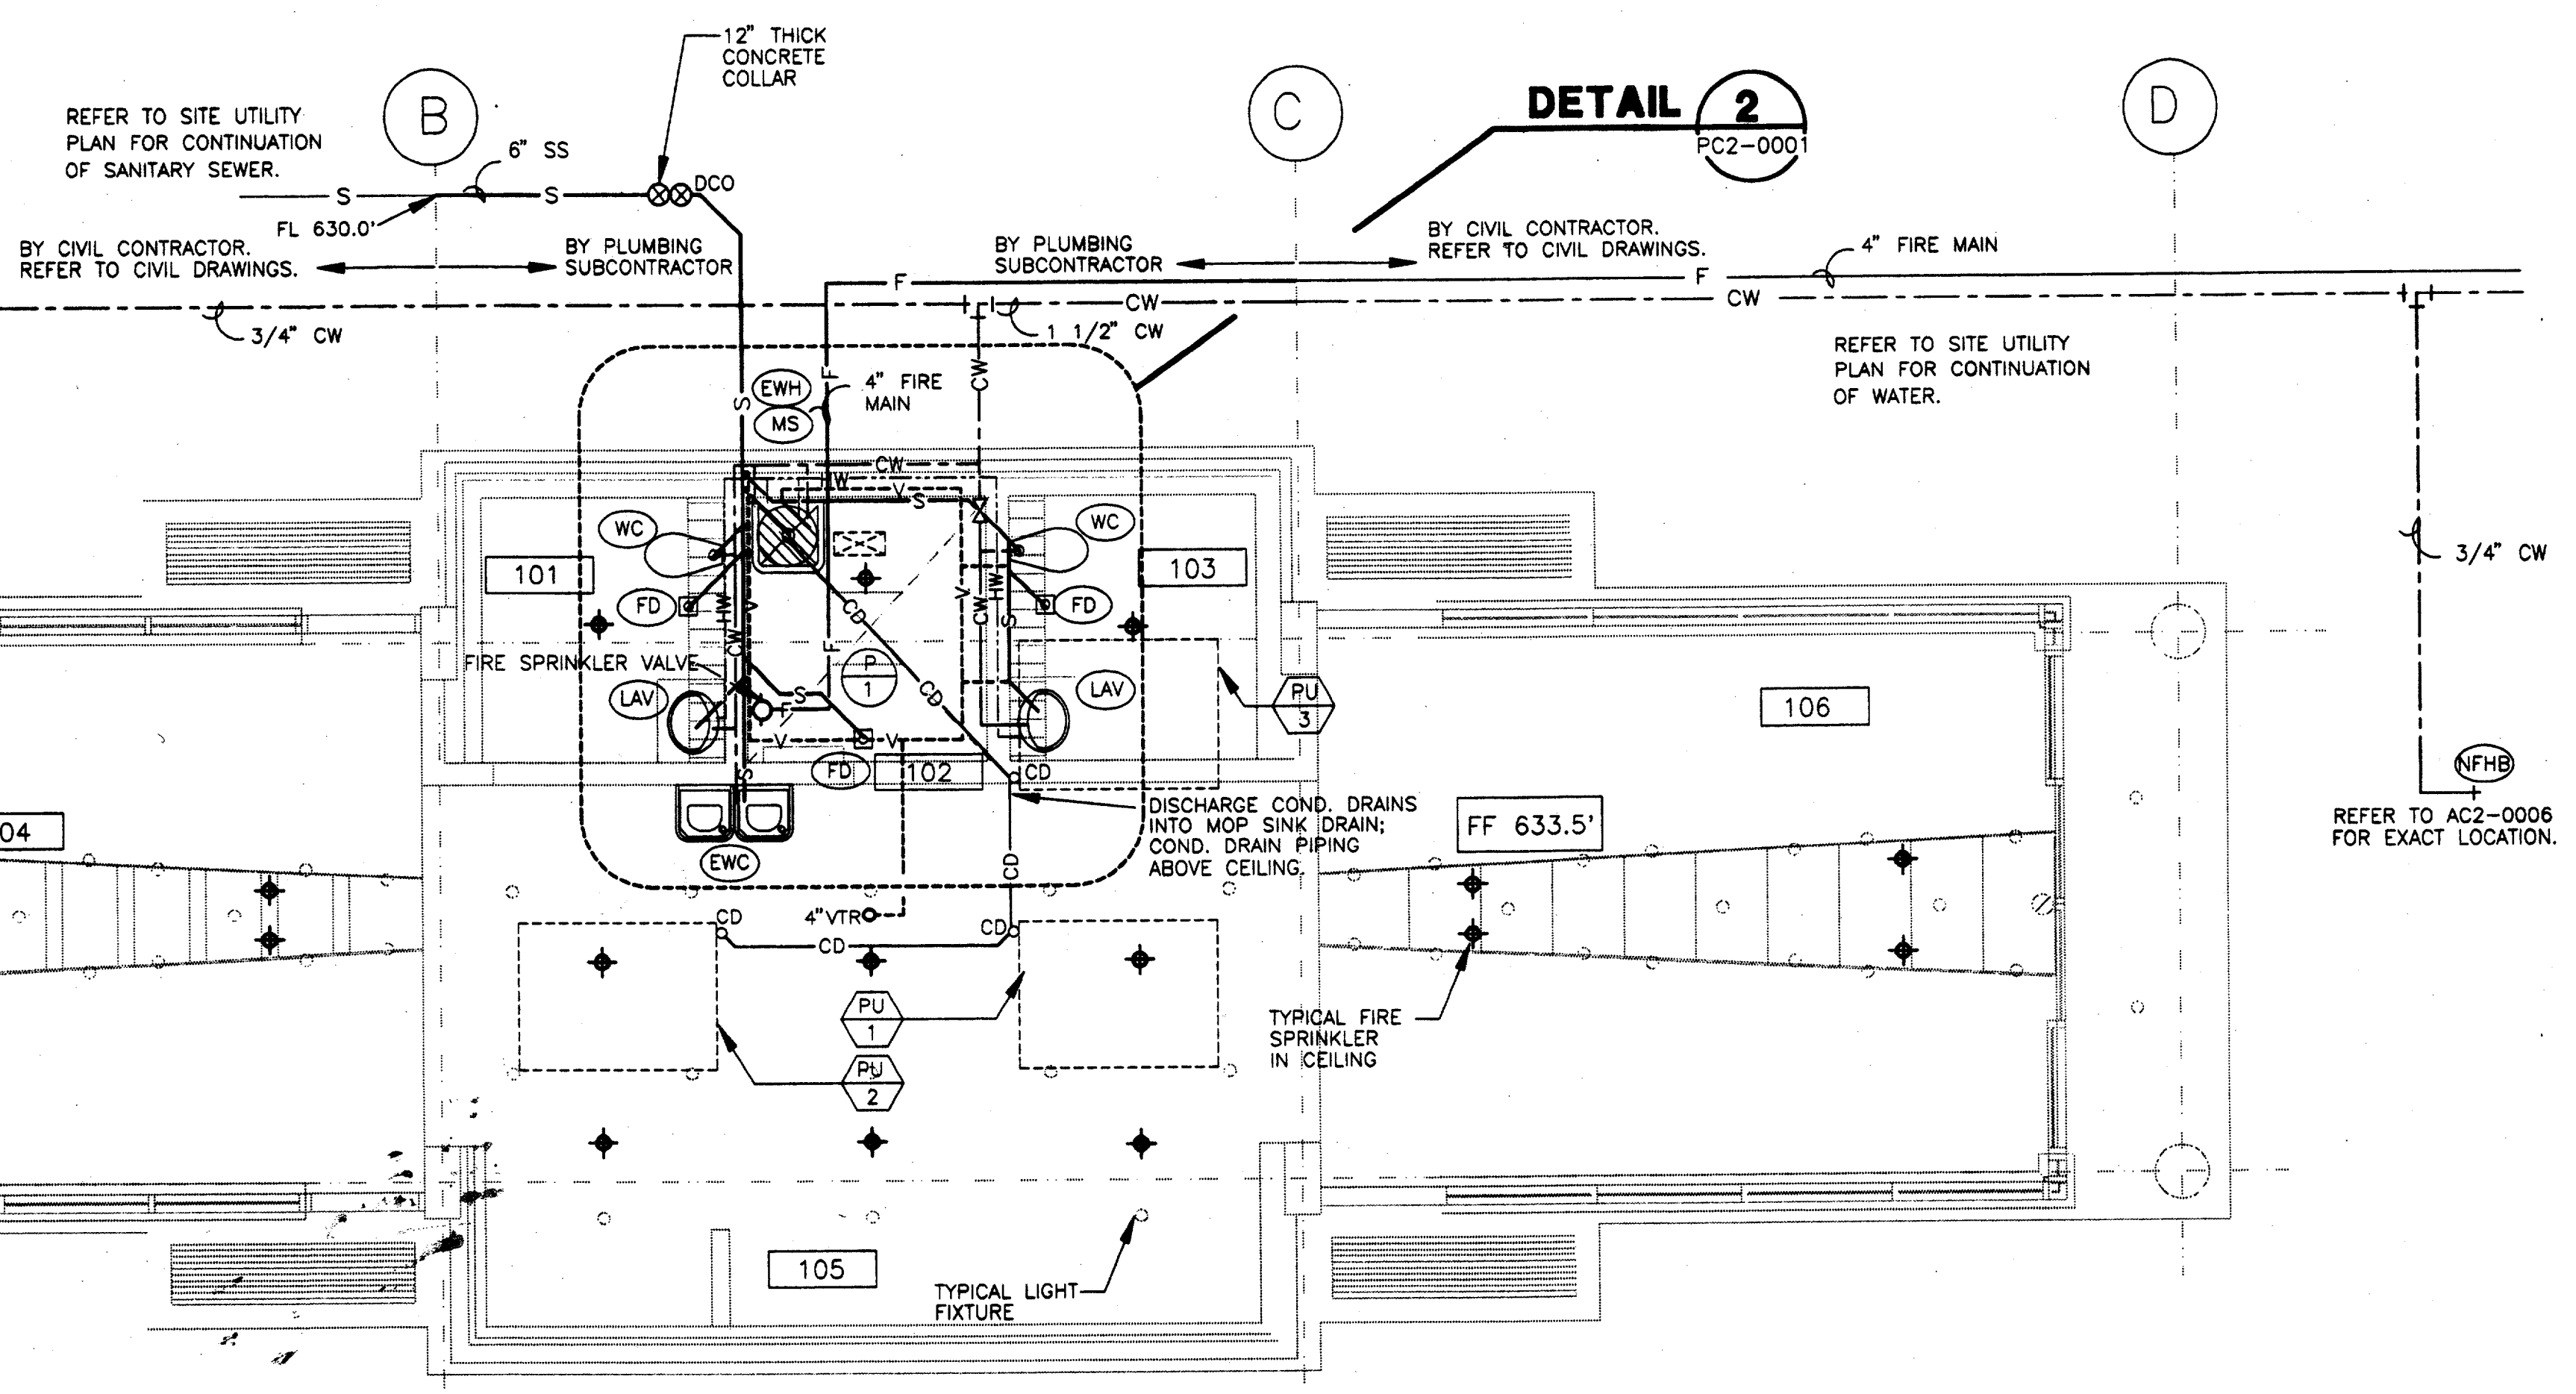 12" THICK
CONCRETE
COLLAR
B
C
D
DETAIL 2
PC2-0001
REFER TO SITE UTILITY
PLAN FOR CONTINUATION
OF SANITARY SEWER.
6" SS
S
S
DCO
FL 630.0'
BY CIVIL CONTRACTOR.
REFER TO CIVIL DRAWINGS.
BY PLUMBING
SUBCONTRACTOR
BY PLUMBING
SUBCONTRACTOR
BY CIVIL CONTRACTOR.
REFER TO CIVIL DRAWINGS.
4" FIRE MAIN
F
F
CW
CW
3/4" CW
1 1/2" CW
REFER TO SITE UTILITY
PLAN FOR CONTINUATION
OF WATER.
CW
F
S
EWH
MS
4" FIRE
MAIN
CW
HW
V
S
WC
WC
101
103
3/4" CW
FD
FD
HW
V
CW
CD
V
CW
HW
S
F
FIRE SPRINKLER VALVE
P
1
LAV
LAV
S
F
CD
PU
3
106
V
V
S
FD
102
CD
NFHB
REFER TO AC2-0006
FOR EXACT LOCATION.
DISCHARGE COND. DRAINS
INTO MOP SINK DRAIN;
COND. DRAIN PIPING
ABOVE CEILING.
FF 633.5'
04
EWC
CD
4"VTR
CD
CD
CD
PU
1
PU
2
TYPICAL FIRE
SPRINKLER
IN CEILING
105
TYPICAL LIGHT
FIXTURE